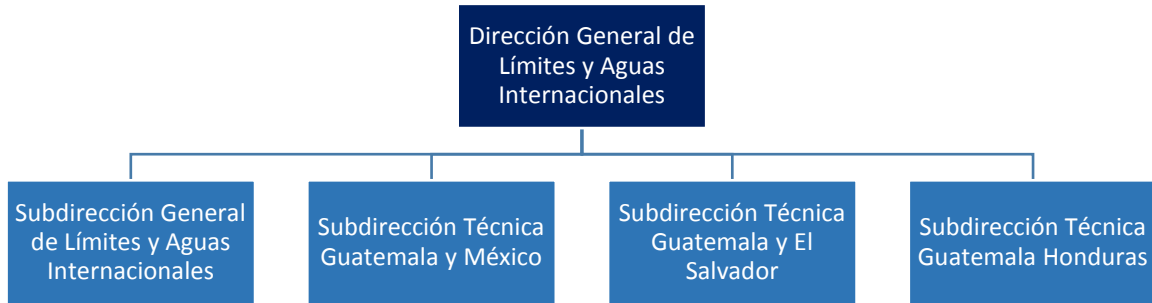 Dirección General de
Límites y Aguas
Internacionales
Subdirección General
de Límites y Aguas
Internacionales
Subdirección Técnica
Guatemala y México
Subdirección Técnica
Guatemala y El
Salvador
Subdirección Técnica
Guatemala Honduras